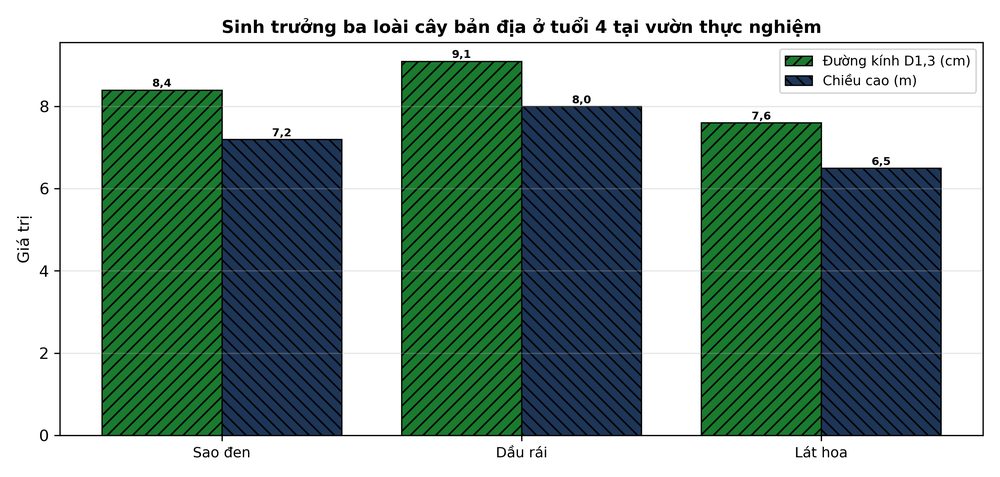 Sinh trưởng ba loài cây bản địa ở tuổi 4 tại vườn thực nghiệm
Đường kính D1,3 (cm)
Chiều cao (m)
Giá trị
8
6
4
2
0
8,4
7,2
9,1
8,0
7,6
6,5
Sao đen
Dầu rái
Lát hoa